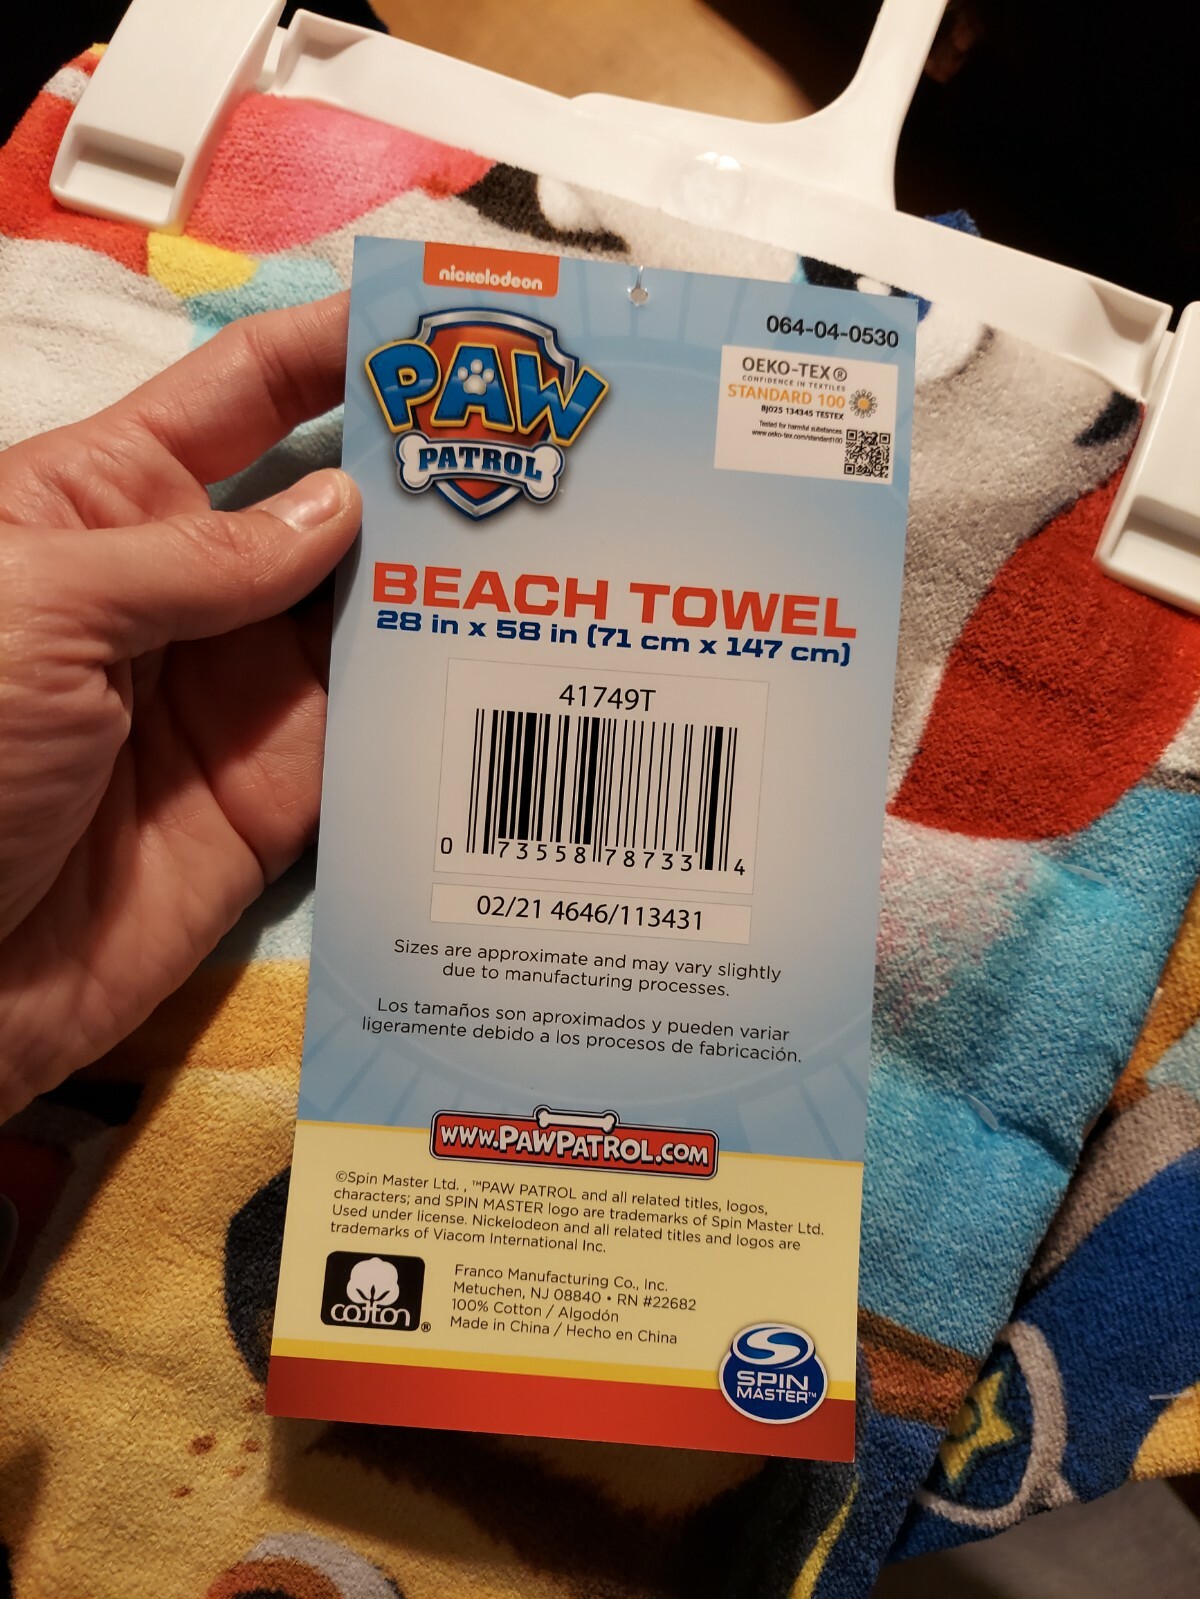 nickelodeon
PAW
PATROL
064-04-0530
OEKO-TEX®
CONFIDENCE IN TEXTILES
STANDARD 100
BJ025 134345 TESTEX
Tested for harmful substances.
www.oeko-tex.com/standard100
BEACH TOWEL
28 in x 58 in (71 cm x 147 cm)
41749T
0 73558 78733 4
02/21 4646/113431
Sizes are approximate and may vary slightly
due to manufacturing processes.
Los tamaños son aproximados y pueden variar
ligeramente debido a los procesos de fabricación.
WWW.PAWPATROL.COM
©Spin Master Ltd. , ™PAW PATROL and all related titles, logos,
characters; and SPIN MASTER logo are trademarks of Spin Master Ltd.
Used under license. Nickelodeon and all related titles and logos are
trademarks of Viacom International Inc.
cotton®
Franco Manufacturing Co., Inc.
Metuchen, NJ 08840 • RN #22682
100% Cotton / Algodón
Made in China / Hecho en China
SPIN
MASTER™